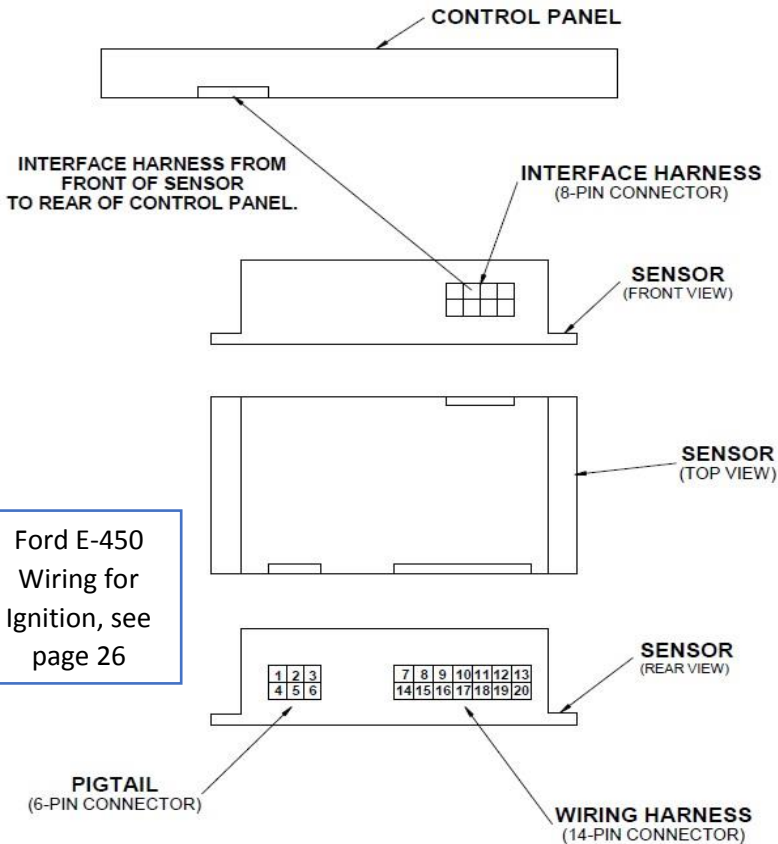 CONTROL PANEL
INTERFACE HARNESS FROM
FRONT OF SENSOR
TO REAR OF CONTROL PANEL.
INTERFACE HARNESS
(8-PIN CONNECTOR)
SENSOR
(FRONT VIEW)
SENSOR
(TOP VIEW)
Ford E-450
Wiring for
Ignition, see
page 26
SENSOR
(REAR VIEW)
1 2 3
4 5 6
7 8 9 10 11 12 13
14 15 16 17 18 19 20
PIGTAIL
(6-PIN CONNECTOR)
WIRING HARNESS
(14-PIN CONNECTOR)